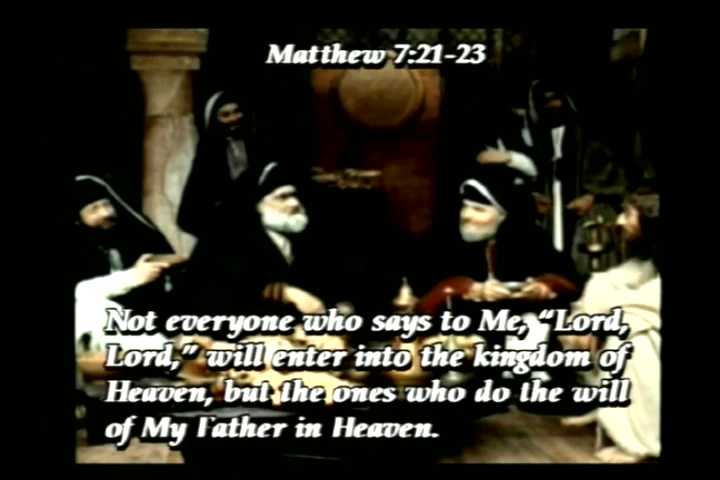 Matthew 7:21-23
Not everyone who says to Me, “Lord,
Lord,” will enter into the kingdom of
Heaven, but the ones who do the will
of My Father in Heaven.